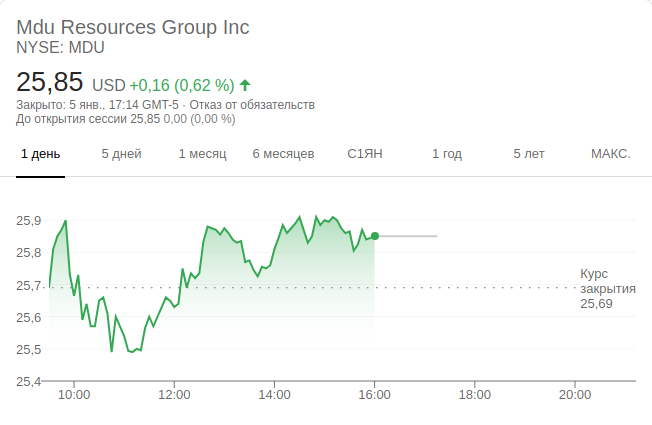 Mdu Resources Group Inc
NYSE: MDU
25,85 USD +0,16 (0,62 %)
Закрыто: 5 янв., 17:14 GMT-5 · Отказ от обязательств
До открытия сессии 25,85 0,00 (0,00 %)
1 день 5 дней 1 месяц 6 месяцев С1ЯН 1 год 5 лет МАКС.
25,9
25,8
25,7
25,6
25,5
25,4
Курс
закрытия
25,69
10:00 12:00 14:00 16:00 18:00 20:00